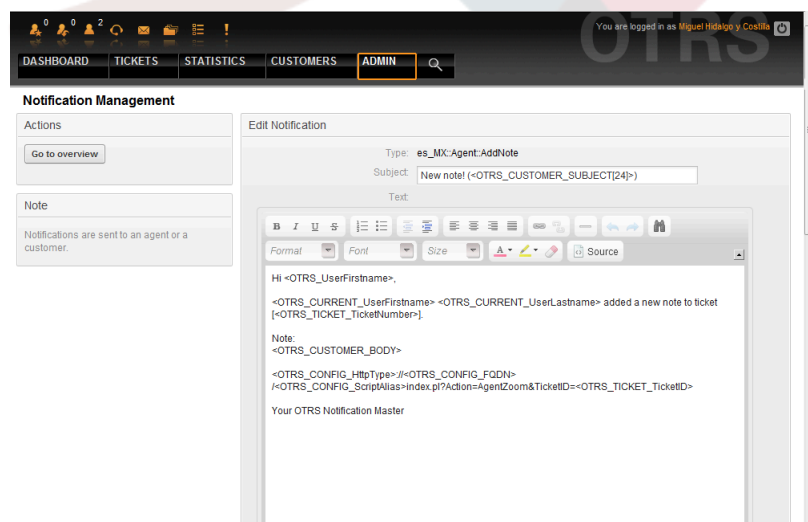 0 0 2 !
OTRS
You are logged in as Miguel Hidalgo y Costilla
DASHBOARD TICKETS STATISTICS CUSTOMERS ADMIN
Notification Management
Actions
Go to overview
Note
Notifications are sent to an agent or a
customer.
Edit Notification
Type: es_MX::Agent::AddNote
Subject: New note! (<OTRS_CUSTOMER_SUBJECT[24]>)
Text:
B I U S
Format Font Size A Source
Hi <OTRS_UserFirstname>,
<OTRS_CURRENT_UserFirstname> <OTRS_CURRENT_UserLastname> added a new note to ticket
[<OTRS_TICKET_TicketNumber>].
Note:
<OTRS_CUSTOMER_BODY>
<OTRS_CONFIG_HttpType>://<OTRS_CONFIG_FQDN>
/<OTRS_CONFIG_ScriptAlias>index.pl?Action=AgentZoom&TicketID=<OTRS_TICKET_TicketID>
Your OTRS Notification Master